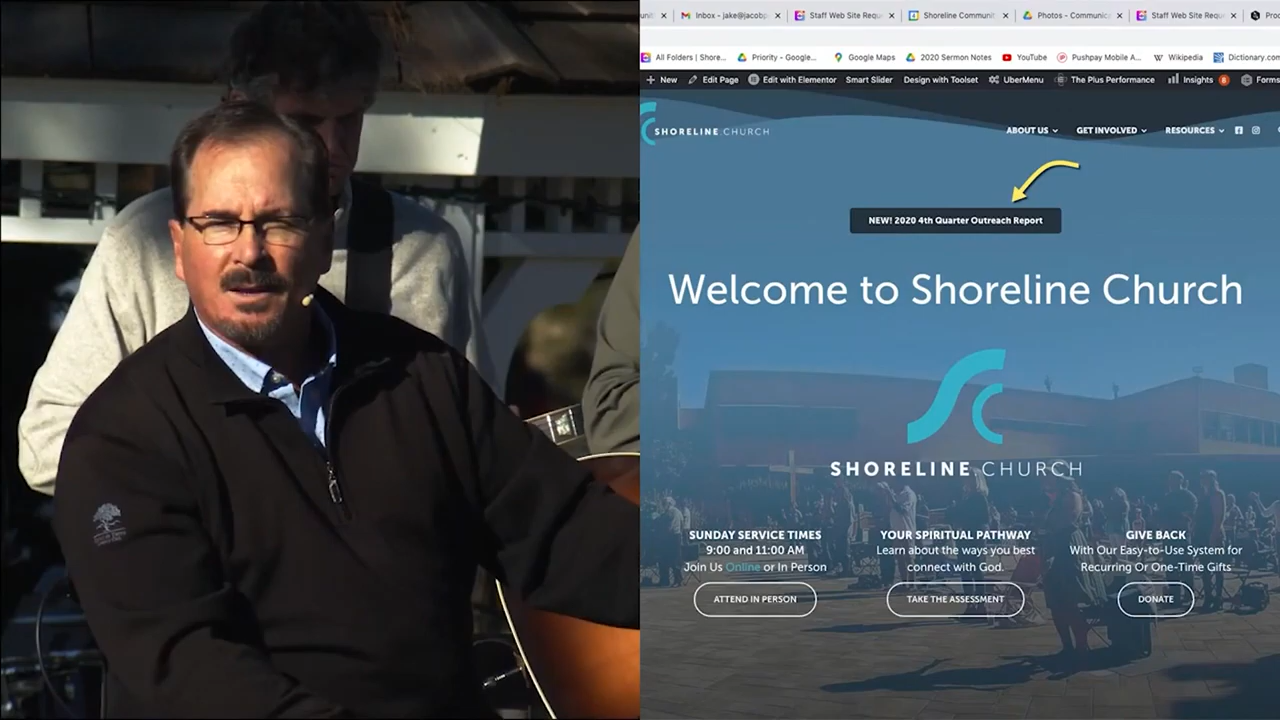 Inbox - jake@jacobp
Staff Web Site Requ
Shoreline Communit
Photos - Communic
Staff Web Site Requ
Pro
All Folders | Shore...
Priority - Google...
Google Maps
2020 Sermon Notes
YouTube
Pushpay Mobile A...
Wikipedia
Dictionary.com
New
Edit Page
Edit with Elementor
Smart Slider
Design with Toolset
UberMenu
The Plus Performance
Insights
8
Forms
SHORELINE.CHURCH
ABOUT US
GET INVOLVED
RESOURCES
NEW! 2020 4th Quarter Outreach Report
Welcome to Shoreline Church
SHORELINE.CHURCH
SUNDAY SERVICE TIMES
9:00 and 11:00 AM
Join Us Online or In Person
ATTEND IN PERSON
YOUR SPIRITUAL PATHWAY
Learn about the ways you best
connect with God.
TAKE THE ASSESSMENT
GIVE BACK
With Our Easy-to-Use System for
Recurring Or One-Time Gifts
DONATE